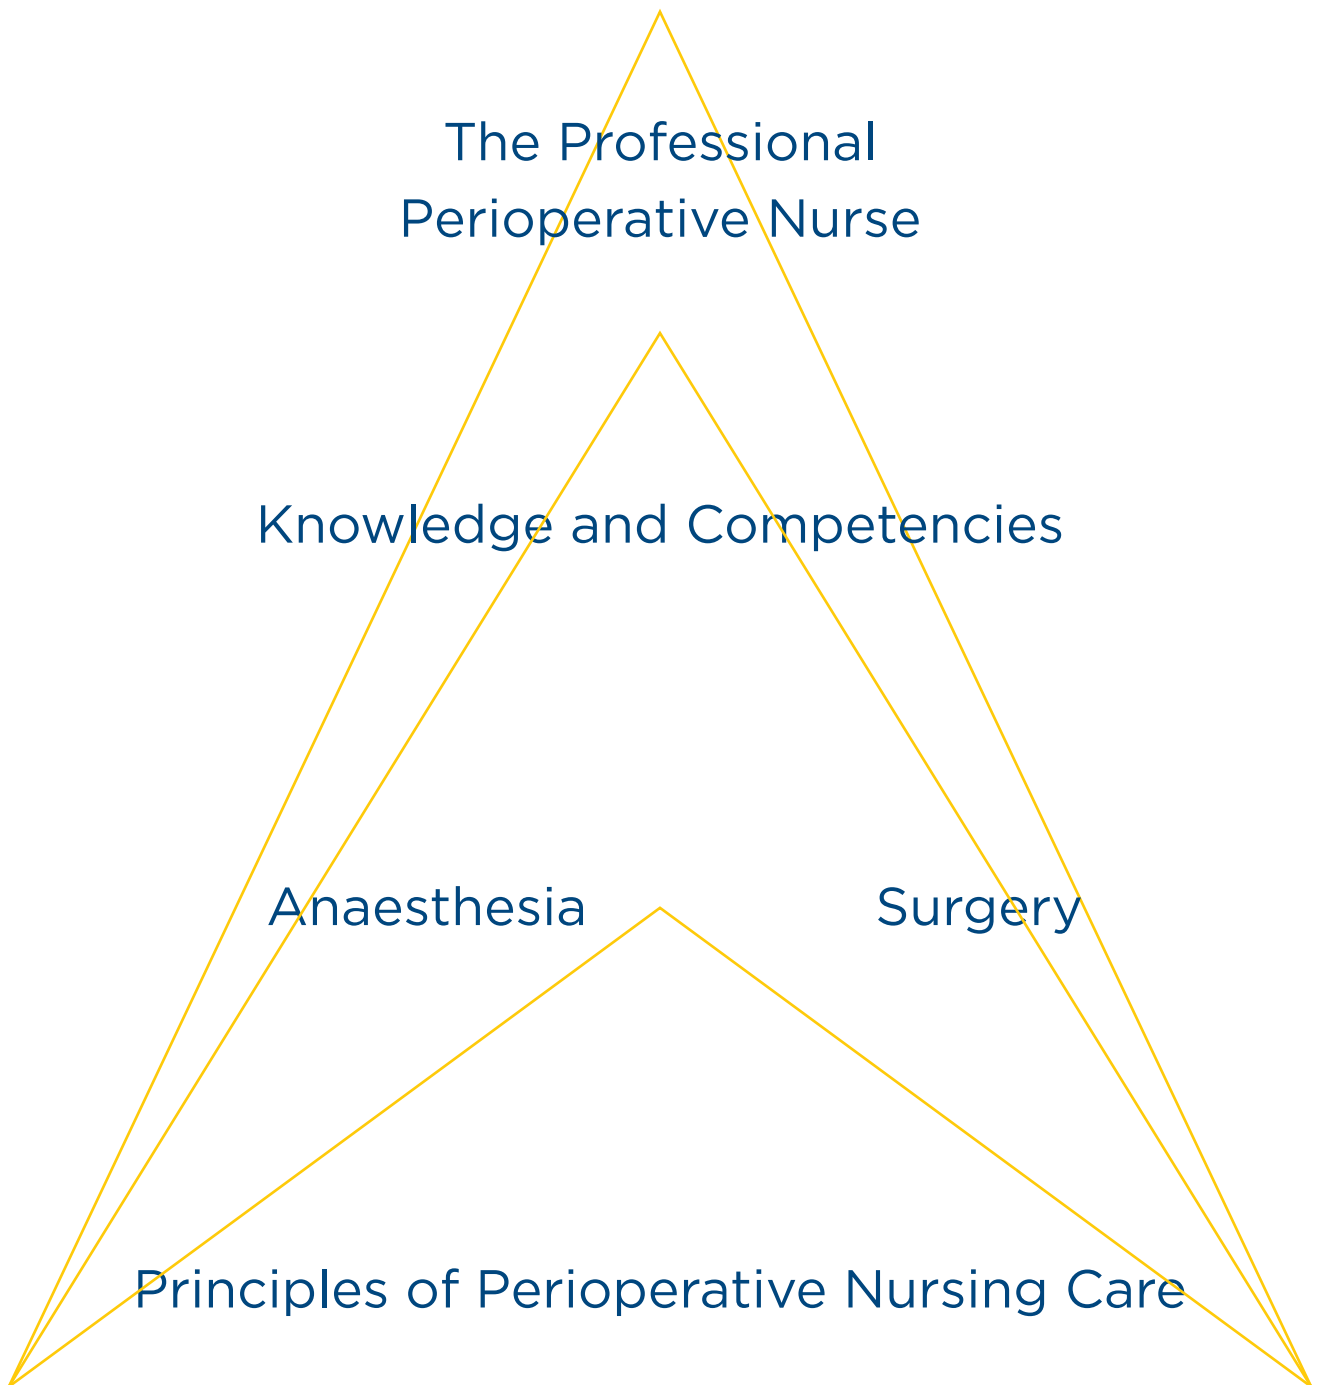 The Professional
Perioperative Nurse
Knowledge and Competencies
Anaesthesia
Surgery
Principles of Perioperative Nursing Care